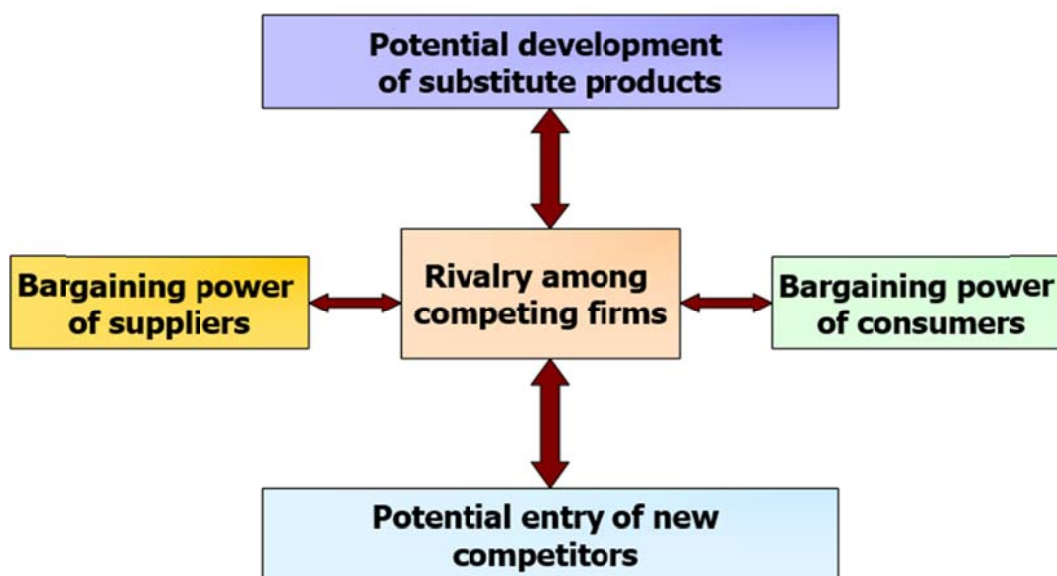 Potential development
of substitute products
Bargaining power
of suppliers
Rivalry among
competing firms
Bargaining power
of consumers
Potential entry of new
competitors